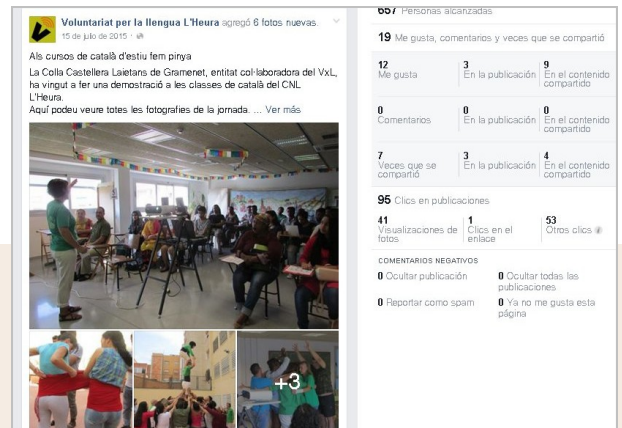 Voluntariat per la llengua L'Heura agregó 6 fotos nuevas.
15 de julio de 2015
Als cursos de català d'estiu fem pinya
La Colla Castellera Laietans de Gramenet, entitat col·laboradora del VxL,
ha vingut a fer una demostració a les classes de català del CNL
L'Heura.
Aquí podeu veure totes les fotografies de la jornada. ... Ver más
+3
657 Personas alcanzadas
19 Me gusta, comentarios y veces que se compartió
12
Me gusta
3
En la publicación
9
En el contenido
compartido
0
Comentarios
0
En la publicación
0
En el contenido
compartido
7
Veces que se
compartió
3
En la publicación
4
En el contenido
compartido
95 Clics en publicaciones
41
Visualizaciones de
fotos
1
Clics en el
enlace
53
Otros clics
COMENTARIOS NEGATIVOS
0 Ocultar publicación
0 Ocultar todas las
publicaciones
0 Reportar como spam
0 Ya no me gusta esta
página